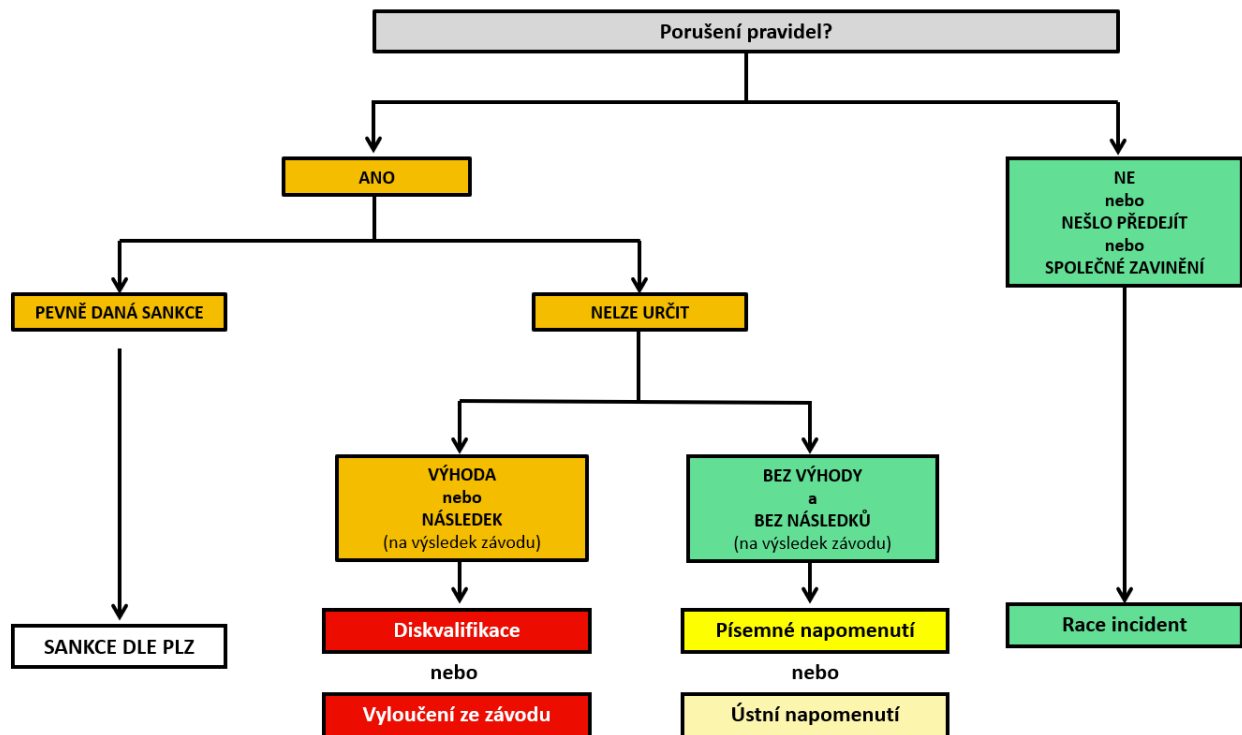 Porušení pravidel?
ANO
NE
nebo
NEŠLO PŘEDEJÍT
nebo
SPOLEČNÉ ZAVINĚNÍ
PEVNĚ DANÁ SANKCE
NELZE URČIT
VÝHODA
nebo
NÁSLEDEK
(na výsledek závodu)
BEZ VÝHODY
a
BEZ NÁSLEDKŮ
(na výsledek závodu)
SANKCE DLE PLZ
Diskvalifikace
nebo
Vyloučení ze závodu
Písemné napomenutí
nebo
Ústní napomenutí
Race incident